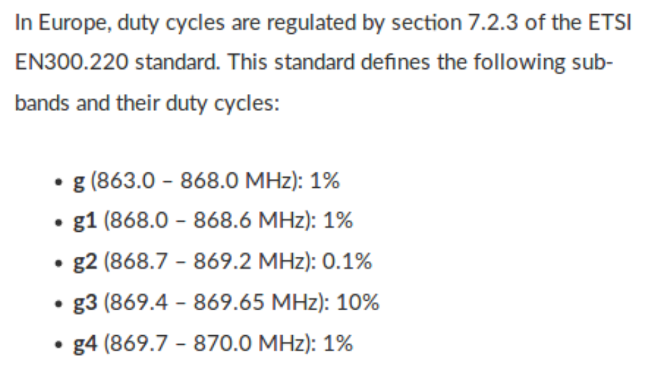 In Europe, duty cycles are regulated by section 7.2.3 of the ETSI
EN300.220 standard. This standard defines the following sub-
bands and their duty cycles:
• g (863.0 – 868.0 MHz): 1%
• g1 (868.0 – 868.6 MHz): 1%
• g2 (868.7 – 869.2 MHz): 0.1%
• g3 (869.4 – 869.65 MHz): 10%
• g4 (869.7 – 870.0 MHz): 1%